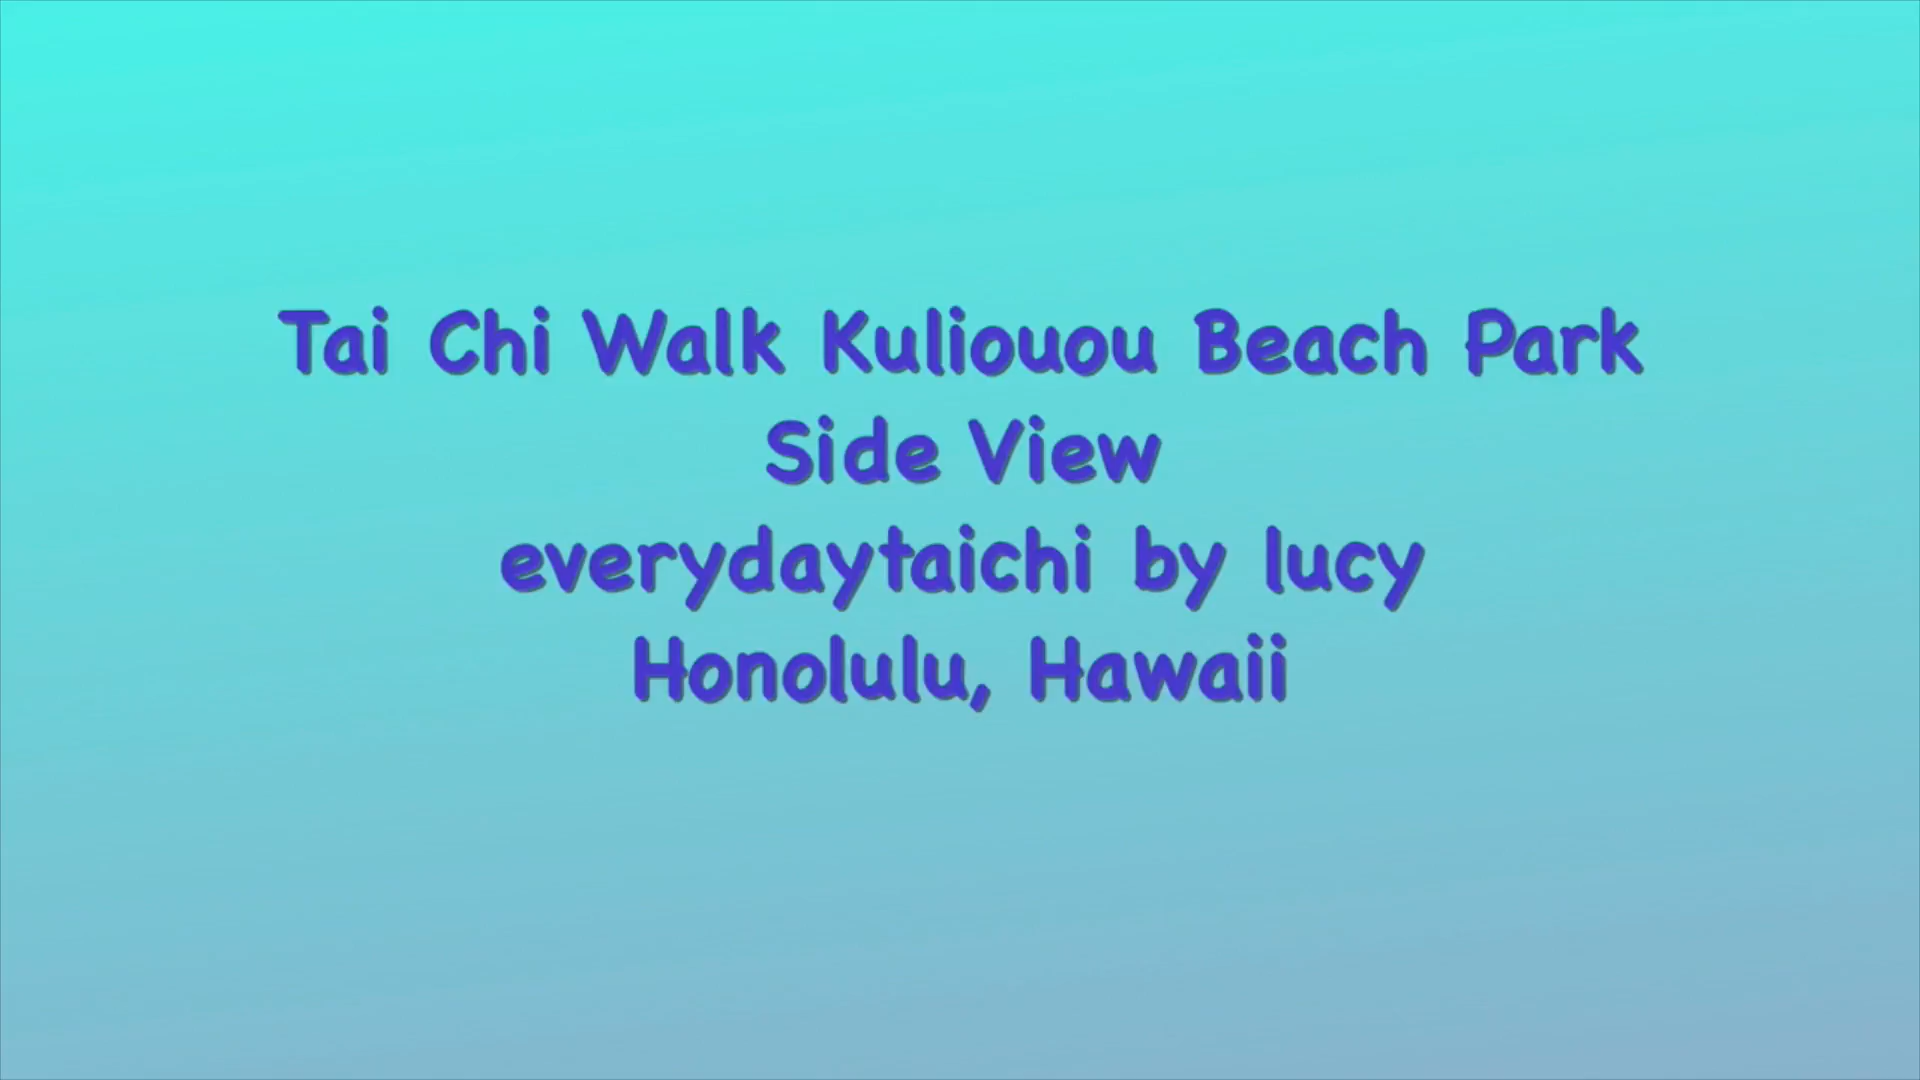 Tai Chi Walk Kuliouou Beach Park
Side View
everydaytaichi by lucy
Honolulu, Hawaii